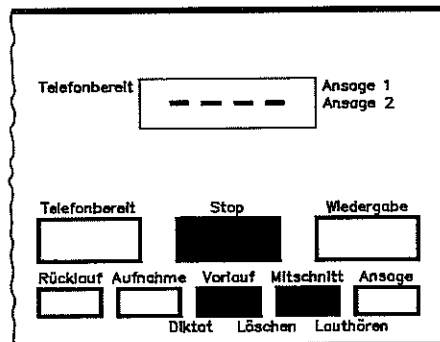 Telefonbereit Ansage 1
Ansage 2
Telefonbereit Stop Wiedergabe
Rücklauf Aufnahme Vorlauf Mitschnitt Ansage
Diktat Löschen Lauthören